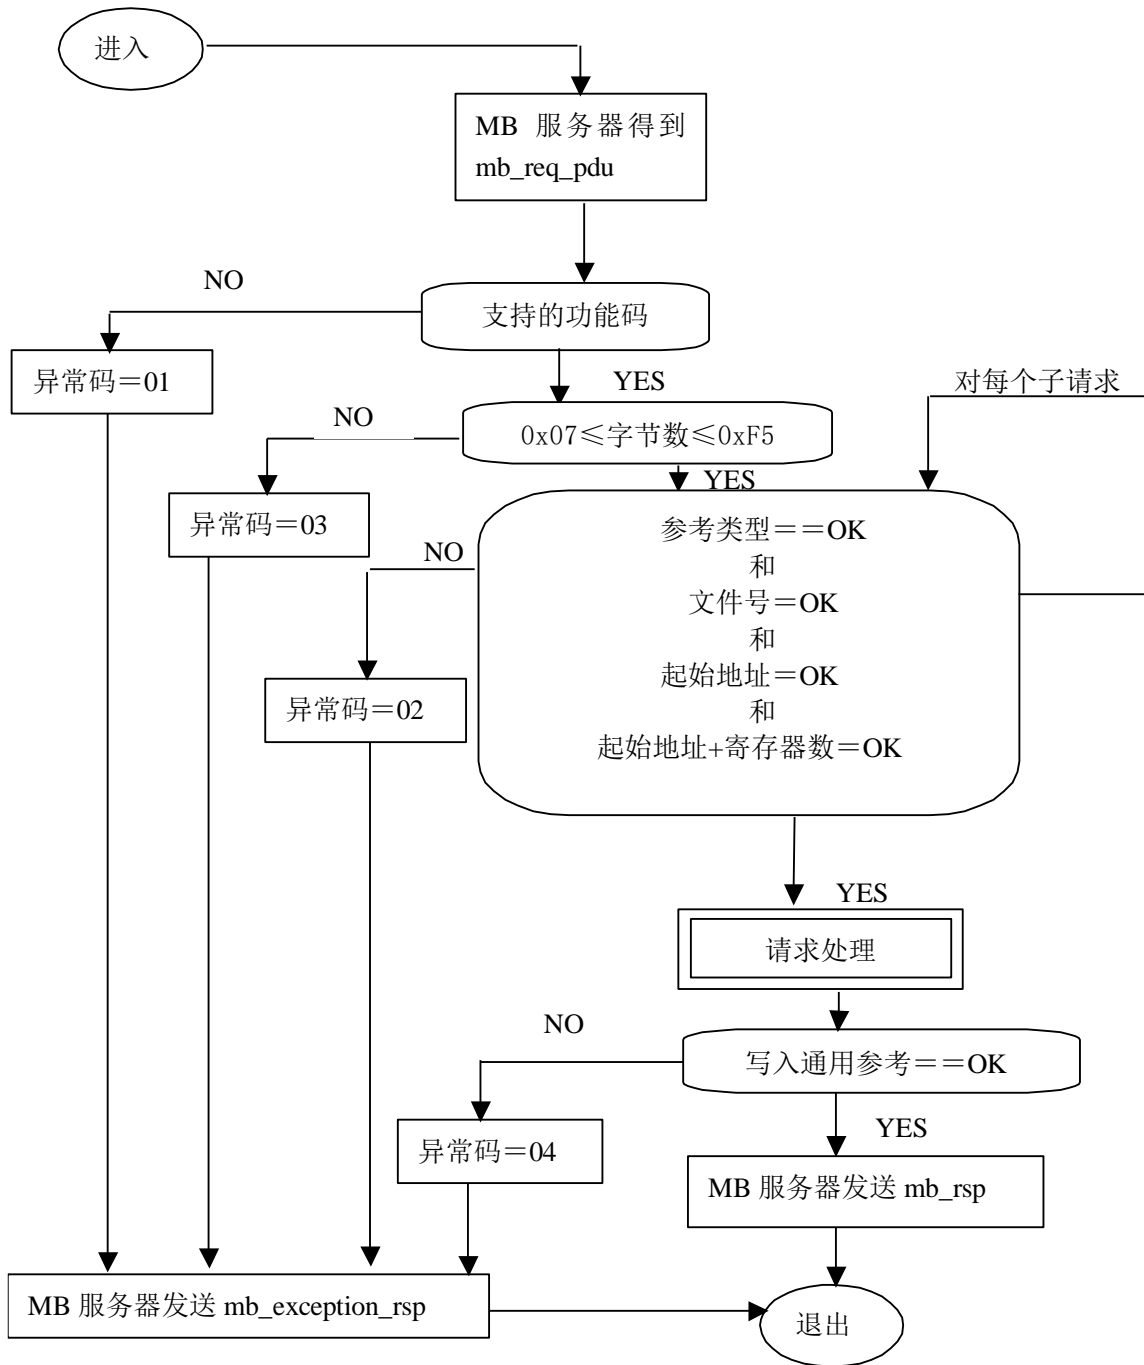 进入
MB 服务器得到
mb_req_pdu
NO
支持的功能码
异常码＝01
YES
对每个子请求
NO
0x07≤字节数≤0xF5
YES
异常码＝03
参考类型＝＝OK
和
NO
文件号＝OK
和
起始地址＝OK
异常码＝02
和
起始地址+寄存器数＝OK
YES
请求处理
NO
写入通用参考＝＝OK
异常码＝04
YES
MB 服务器发送 mb_rsp
MB 服务器发送 mb_exception_rsp
退出